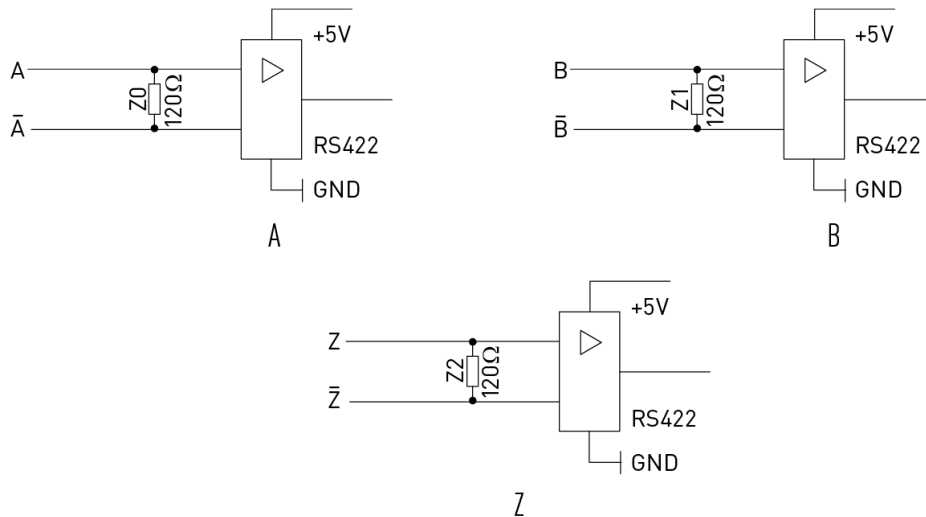 +5V
A
Z0
120Ω
A̅
RS422
GND
A
+5V
B
Z1
120Ω
B̅
RS422
GND
B
+5V
Z
Z2
120Ω
Z̅
RS422
GND
Z